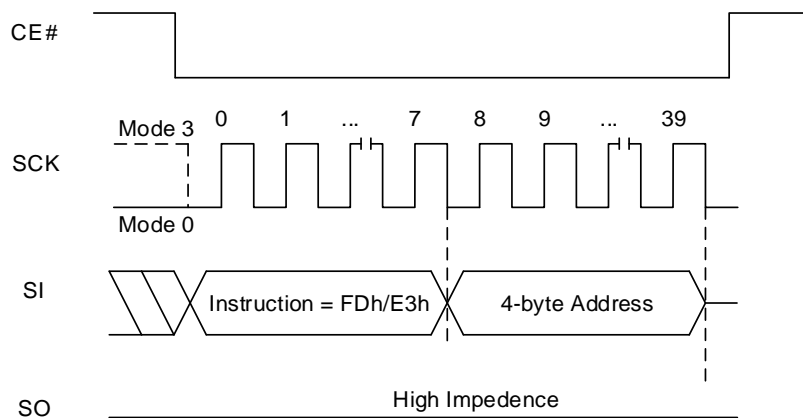 CE#
0 1 ... 7 8 9 ... 39
Mode 3
SCK
Mode 0
SI
Instruction = FDh/E3h 4-byte Address
High Impedence
SO